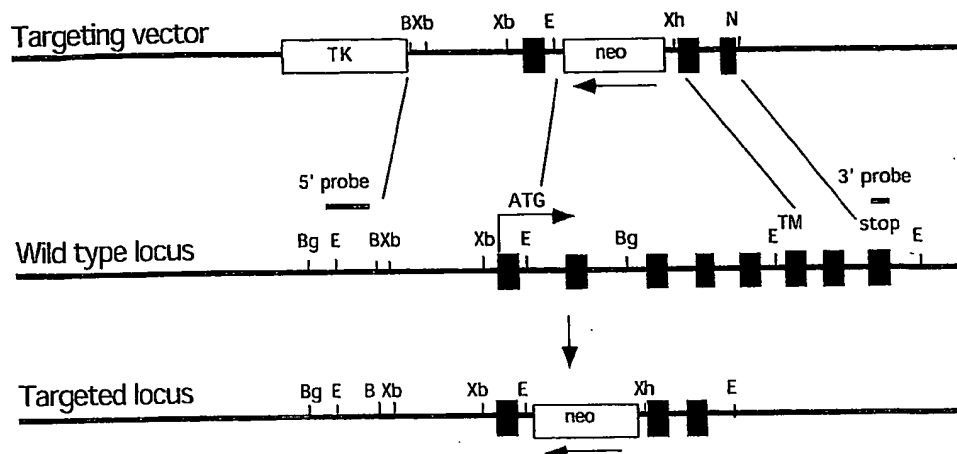 BXb Xb E Xh N
Targeting vector
TK neo
5' probe 3' probe
ATG TM stop
Bg E BXb Xb E Bg E E
Wild type locus
Bg E B Xb Xb E Xh E
Targeted locus
neo